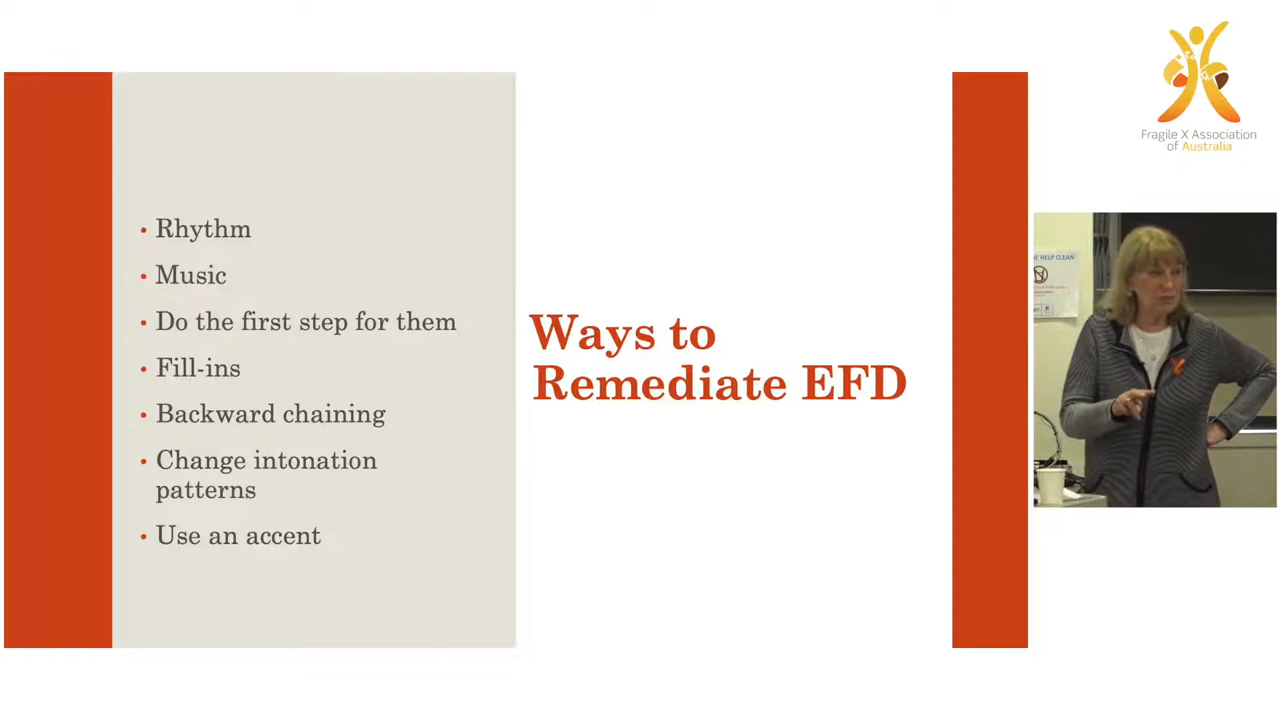 Fragile X Association
of Australia
• Rhythm
• Music
• Do the first step for them
• Fill-ins
• Backward chaining
• Change intonation
patterns
• Use an accent
Ways to
Remediate EFD
HELP CLEAN